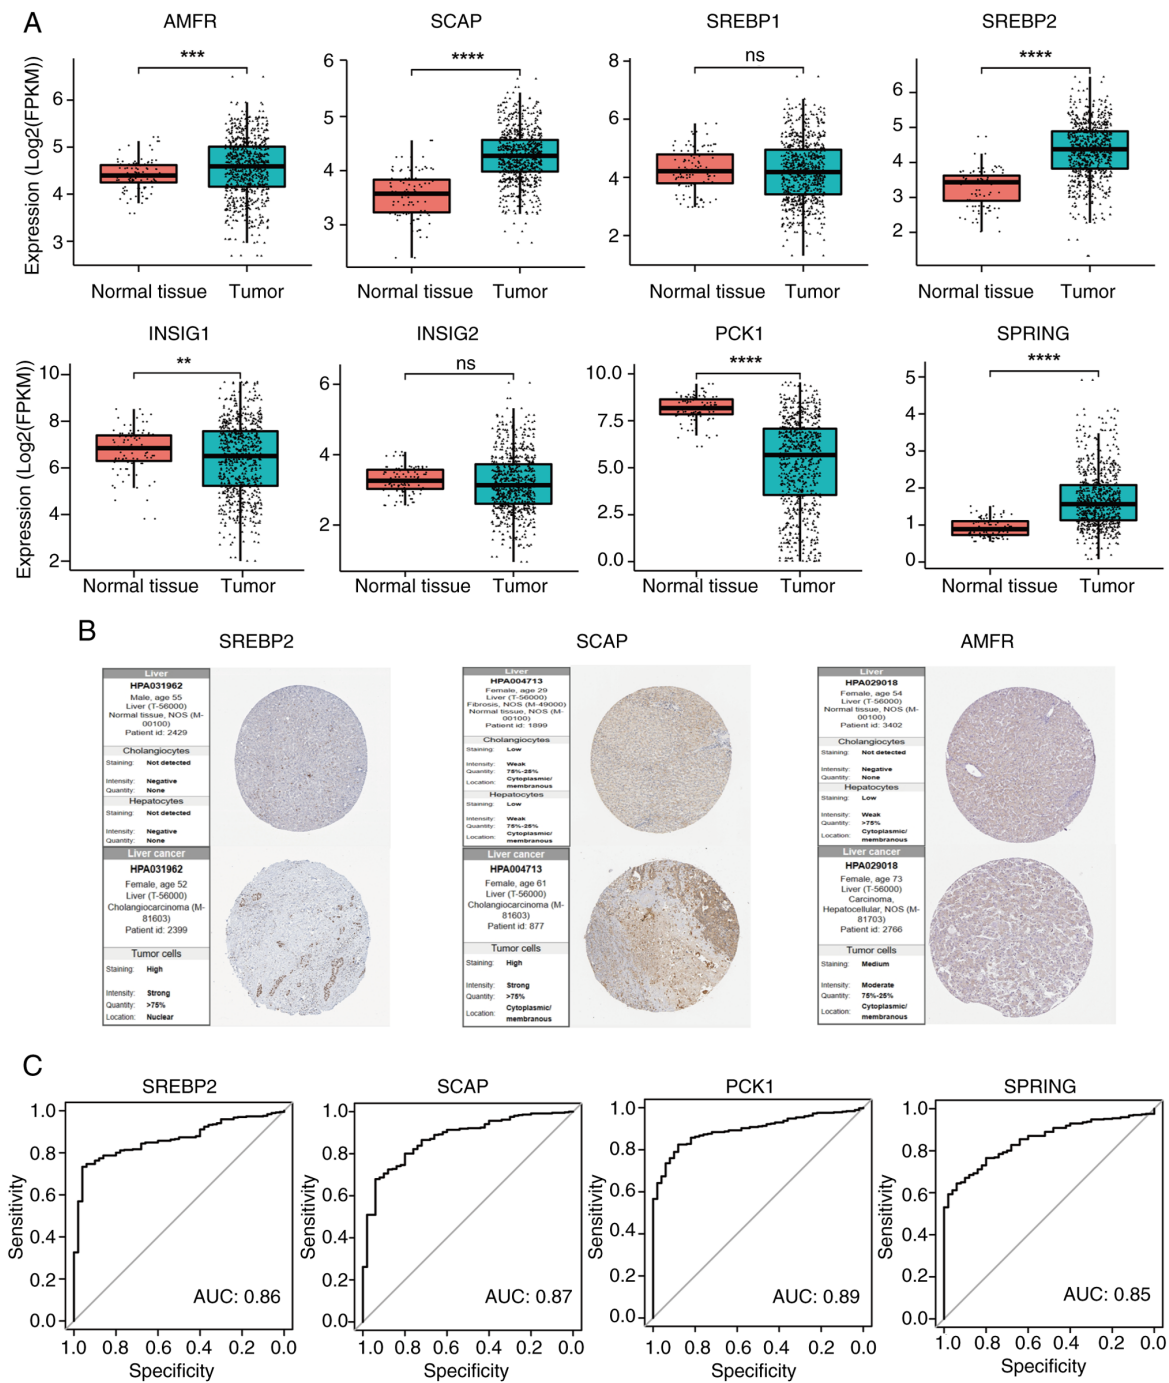 A
AMFR
SCAP
SREBP1
SREBP2
Expression (Log2(FPKM))
***
6
5
4
3
Normal tissue
Tumor
****
6
5
4
3
Normal tissue
Tumor
ns
8
6
4
2
Normal tissue
Tumor
****
6
5
4
3
2
Normal tissue
Tumor
INSIG1
INSIG2
PCK1
SPRING
Expression (Log2(FPKM))
**
10
8
6
4
2
Normal tissue
Tumor
ns
6
4
2
Normal tissue
Tumor
****
10.0
7.5
5.0
2.5
0.0
Normal tissue
Tumor
****
5
4
3
2
1
0
Normal tissue
Tumor
B
SREBP2
Liver
HPA031962
Male, age 55
Liver (T-56000)
Normal tissue, NOS (M-
00100)
Patient id: 2429
Cholangiocytes
Staining: Not detected
Intensity: Negative
Quantity: None
Hepatocytes
Staining: Not detected
Intensity: Negative
Quantity: None
Liver cancer
HPA031962
Female, age 52
Liver (T-56000)
Cholangiocarcinoma (M-
81603)
Patient id: 2399
Tumor cells
Staining: High
Intensity: Strong
Quantity: >75%
Location: Nuclear
SCAP
Liver
HPA004713
Female, age 29
Liver (T-56000)
Fibrosis, NOS (M-49000)
Normal tissue, NOS (M-
00100)
Patient id: 1899
Cholangiocytes
Staining: Low
Intensity: Weak
Quantity: 75%-25%
Location: Cytoplasmic/
membranous
Hepatocytes
Staining: Low
Intensity: Weak
Quantity: 75%-25%
Location: Cytoplasmic/
membranous
Liver cancer
HPA004713
Female, age 61
Liver (T-56000)
Cholangiocarcinoma (M-
81603)
Patient id: 877
Tumor cells
Staining: High
Intensity: Strong
Quantity: >75%
Location: Cytoplasmic/
membranous
AMFR
Liver
HPA029018
Female, age 54
Liver (T-56000)
Normal tissue, NOS (M-
00100)
Patient id: 3402
Cholangiocytes
Staining: Not detected
Intensity: Negative
Quantity: None
Hepatocytes
Staining: Low
Intensity: Weak
Quantity: >75%
Location: Cytoplasmic/
membranous
Liver cancer
HPA029018
Female, age 73
Liver (T-56000)
Carcinoma,
Hepatocellular, NOS (M-
81703)
Patient id: 2766
Tumor cells
Staining: Medium
Intensity: Moderate
Quantity: 75%-25%
Location: Cytoplasmic/
membranous
C
SREBP2
Sensitivity
1.0
0.8
0.6
0.4
0.2
0.0
AUC: 0.86
1.0 0.8 0.6 0.4 0.2 0.0
Specificity
SCAP
Sensitivity
1.0
0.8
0.6
0.4
0.2
0.0
AUC: 0.87
1.0 0.8 0.6 0.4 0.2 0.0
Specificity
PCK1
Sensitivity
1.0
0.8
0.6
0.4
0.2
0.0
AUC: 0.89
1.0 0.8 0.6 0.4 0.2 0.0
Specificity
SPRING
Sensitivity
1.0
0.8
0.6
0.4
0.2
0.0
AUC: 0.85
1.0 0.8 0.6 0.4 0.2 0.0
Specificity